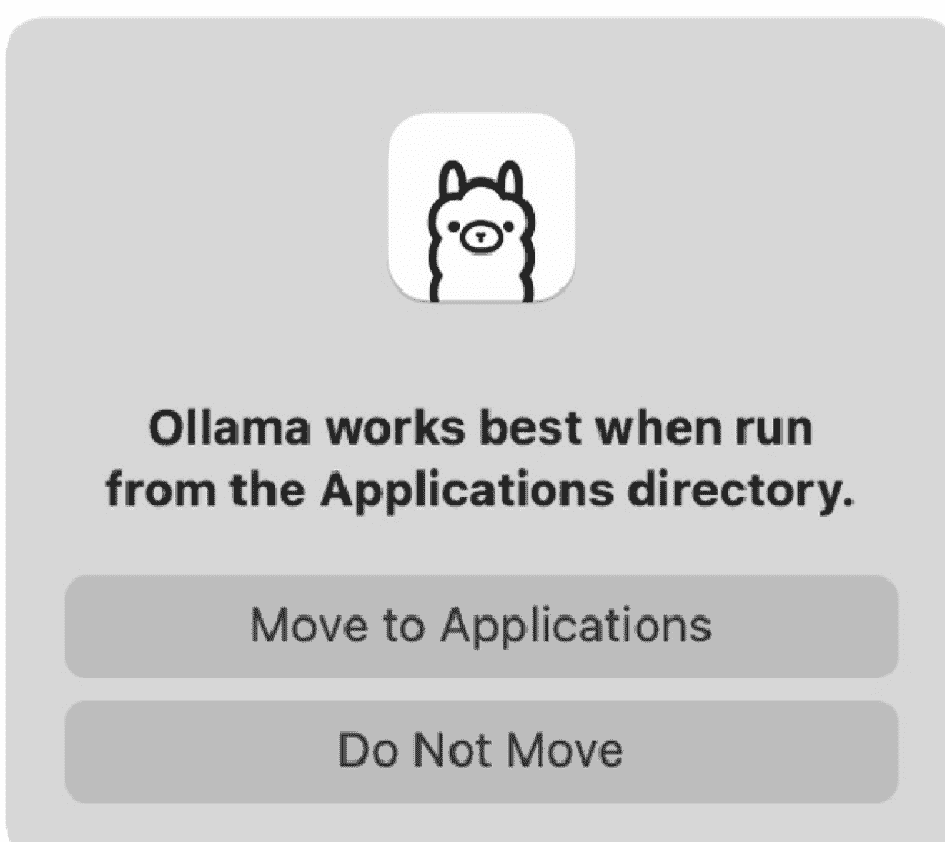 Ollama works best when run
from the Applications directory.
Move to Applications
Do Not Move